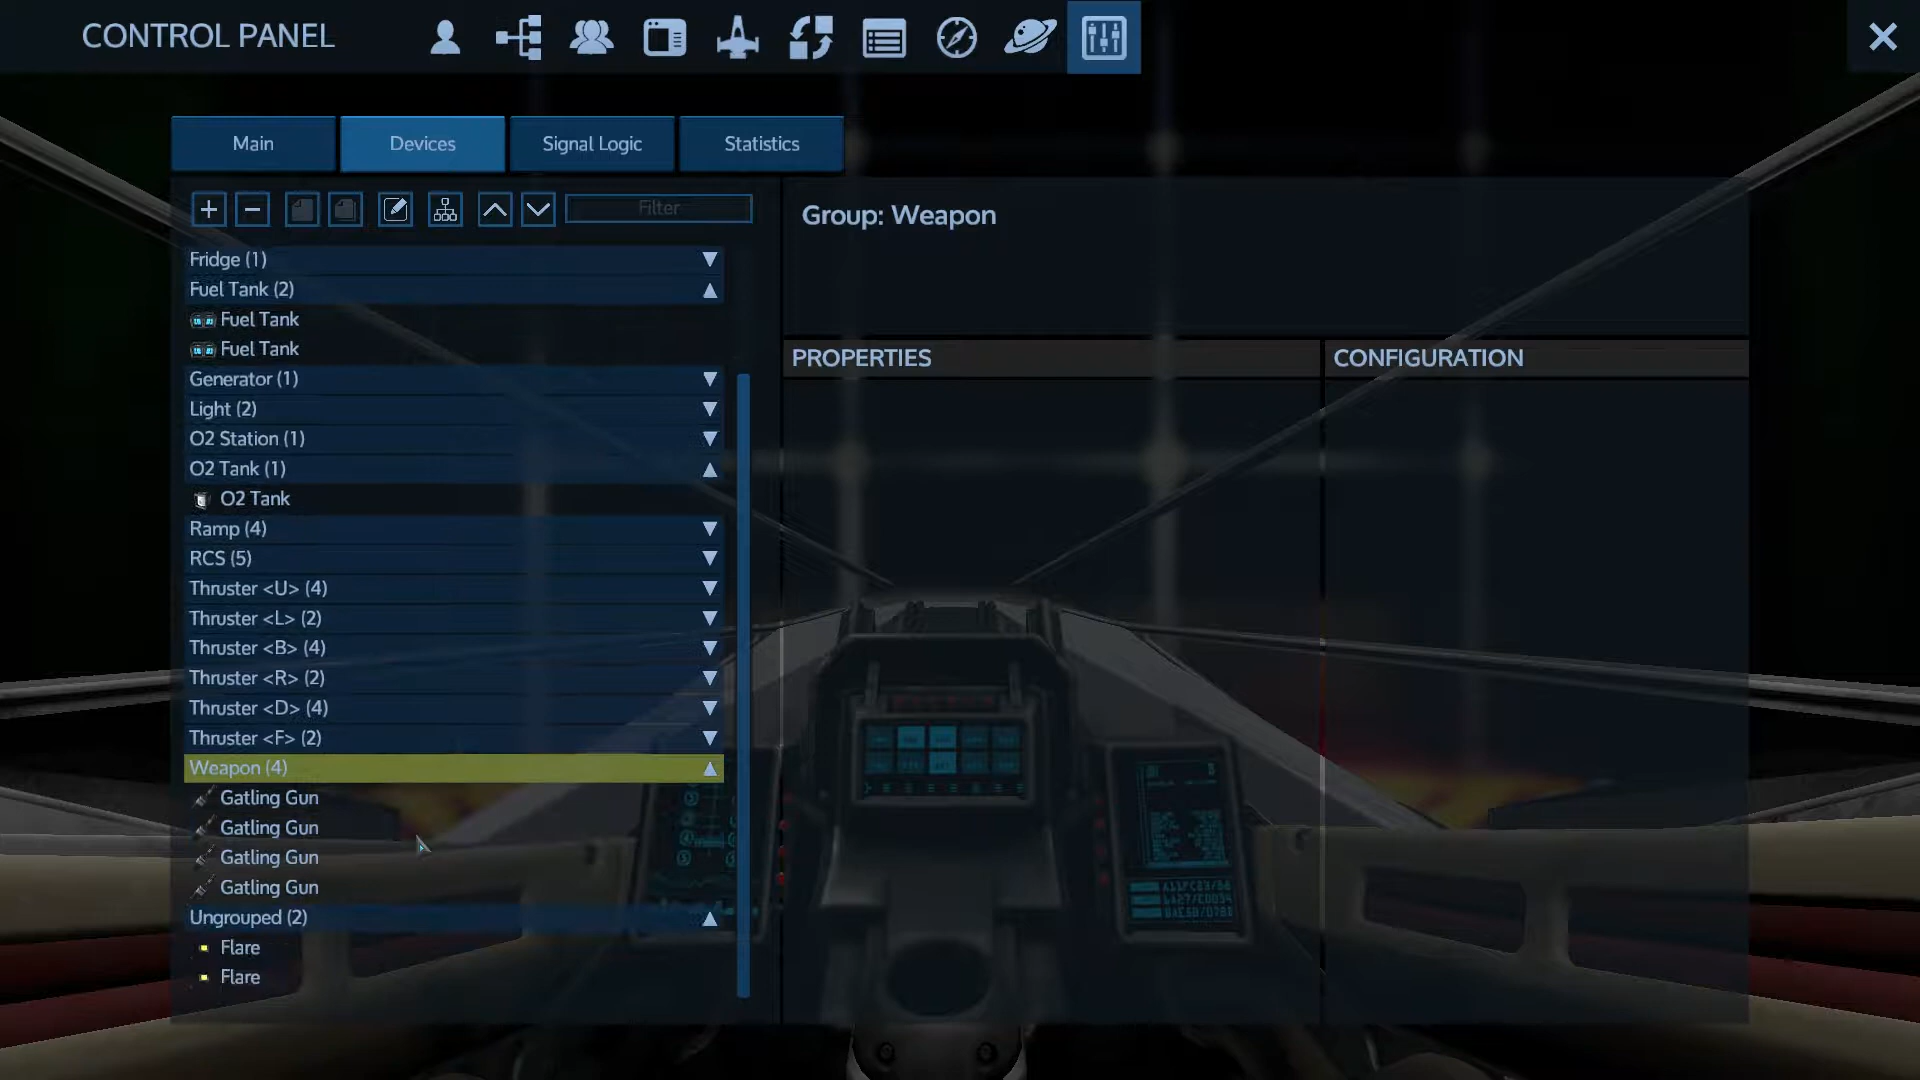 CONTROL PANEL
Main
Devices
Signal Logic
Statistics
Filter
Group: Weapon
Fridge (1)
Fuel Tank (2)
Fuel Tank
Fuel Tank
Generator (1)
Light (2)
O2 Station (1)
O2 Tank (1)
O2 Tank
Ramp (4)
RCS (5)
Thruster <U> (4)
Thruster <L> (2)
Thruster <B> (4)
Thruster <R> (2)
Thruster <D> (4)
Thruster <F> (2)
Weapon (4)
Gatling Gun
Gatling Gun
Gatling Gun
Gatling Gun
Ungrouped (2)
Flare
Flare
PROPERTIES
CONFIGURATION